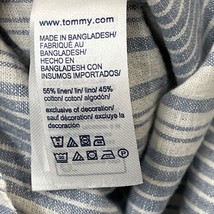 www.tommy.com
MADE IN BANGLADESH/
FABRIQUÉ AU
BANGLADESH/
HECHO EN
BANGLADESH CON
INSUMOS IMPORTADOS/
55% linen/ lin/ lino/ 45%
cotton/ coton/ algodón/
exclusive of decoration/
sauf décoration/ excluya
la decoración/